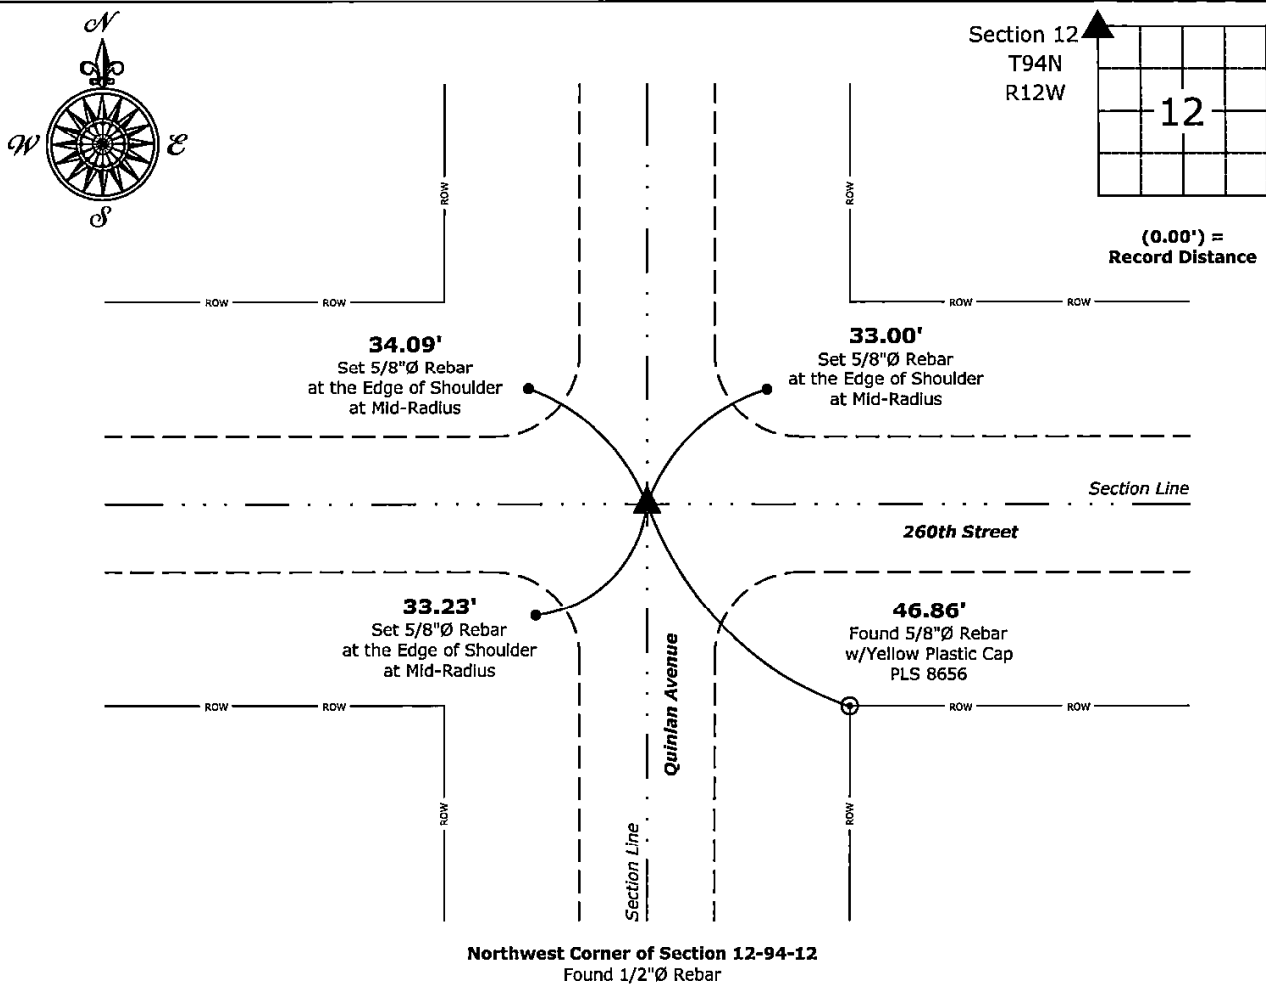 N
W
E
S
Section 12
T94N
R12W
12
(0.00') =
Record Distance
ROW
ROW
ROW
ROW
ROW
ROW
34.09'
Set 5/8"Ø Rebar
at the Edge of Shoulder
at Mid-Radius
33.00'
Set 5/8"Ø Rebar
at the Edge of Shoulder
at Mid-Radius
Section Line
260th Street
33.23'
Set 5/8"Ø Rebar
at the Edge of Shoulder
at Mid-Radius
46.86'
Found 5/8"Ø Rebar
w/Yellow Plastic Cap
PLS 8656
Quinlan Avenue
ROW
ROW
ROW
ROW
ROW
ROW
Section Line
Northwest Corner of Section 12-94-12
Found 1/2"Ø Rebar